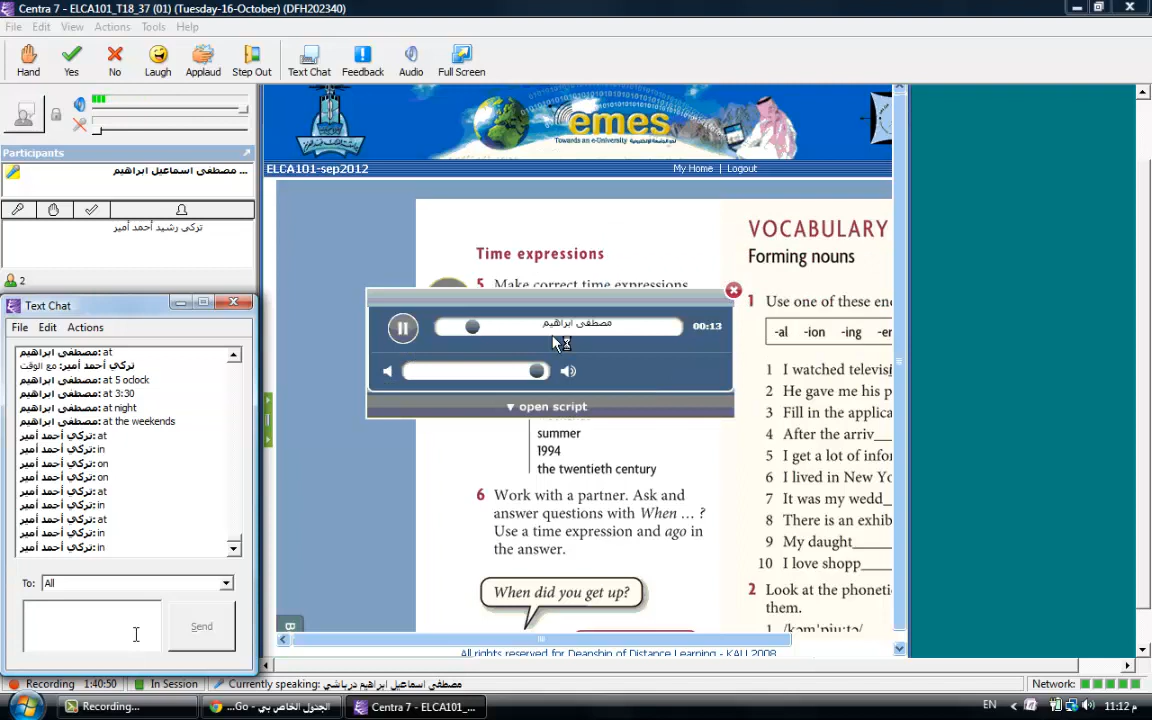 Centra 7 - ELCA101_T18_37 (01) (Tuesday-16-October) (DFH202340)
File Edit View Actions Tools Help
Hand Yes No Laugh Applaud Step Out Text Chat Feedback Audio Full Screen
Participants
مصطفى اسماعيل ابراهيم ...
تركى رشيد أحمد أمير
2
Text Chat
File Edit Actions
مصطفى ابراهيم: at
تركي أحمد أمير: مع الوقت
مصطفى ابراهيم: at 5 oclock
مصطفى ابراهيم: at 3:30
مصطفى ابراهيم: at night
مصطفى ابراهيم: at the weekends
تركي أحمد أمير: at
تركي أحمد أمير: in
تركي أحمد أمير: on
تركي أحمد أمير: on
تركي أحمد أمير: at
تركي أحمد أمير: in
تركي أحمد أمير: at
تركي أحمد أمير: in
تركي أحمد أمير: in
To: All
Send
emes
Towards an e-University
ELCA101-sep2012
My Home | Logout
Time expressions
5 Make correct time expressions.
مصطفى ابراهيم
00:13
▼ open script
summer
1994
the twentieth century
6 Work with a partner. Ask and
answer questions with When … ?
Use a time expression and ago in
the answer.
When did you get up?
VOCABULARY
Forming nouns
1 Use one of these en
-al -ion -ing -er
1 I watched televisi
2 He gave me his p
3 Fill in the applica
4 After the arriv__
5 I get a lot of infor
6 I lived in New Yo
7 It was my wedd_
8 There is an exhib
9 My daught____
10 I love shopp____
2 Look at the phoneti
them.
1 /kəmˈpjuːtə/
All rights reserved for Deanship of Distance Learning - KAU 2008
Recording 1:40:50 In Session Currently speaking: مصطفى اسماعيل ابراهيم درباشي
Network:
Recording...
الجدول الخاص بي - Go...
Centra 7 - ELCA101_...
EN
11:12 م